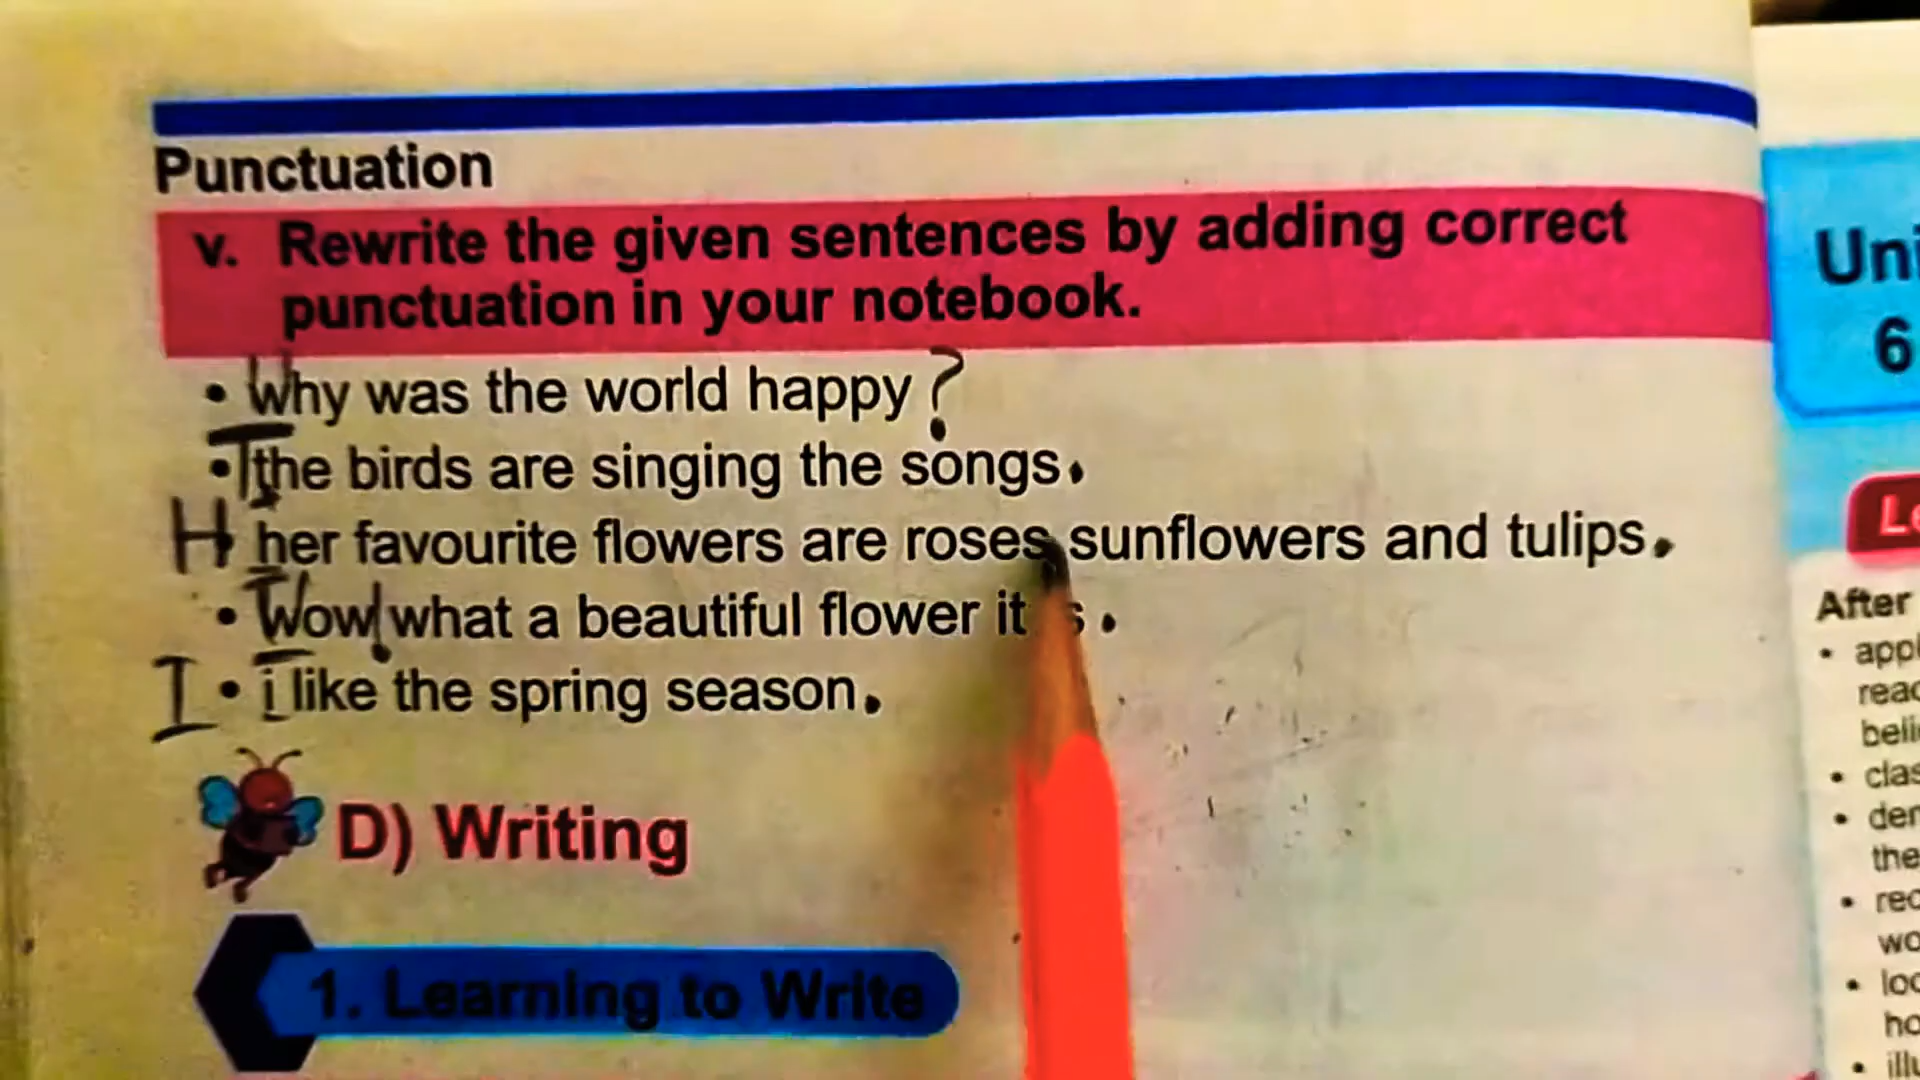 Punctuation
v. Rewrite the given sentences by adding correct
punctuation in your notebook.
• Why was the world happy ?
• T the birds are singing the songs.
H her favourite flowers are roses sunflowers and tulips.
• Wow! what a beautiful flower it .
I • i like the spring season.
D) Writing
1. Learning to Write
6
After
•
•
•
the
•
•
•